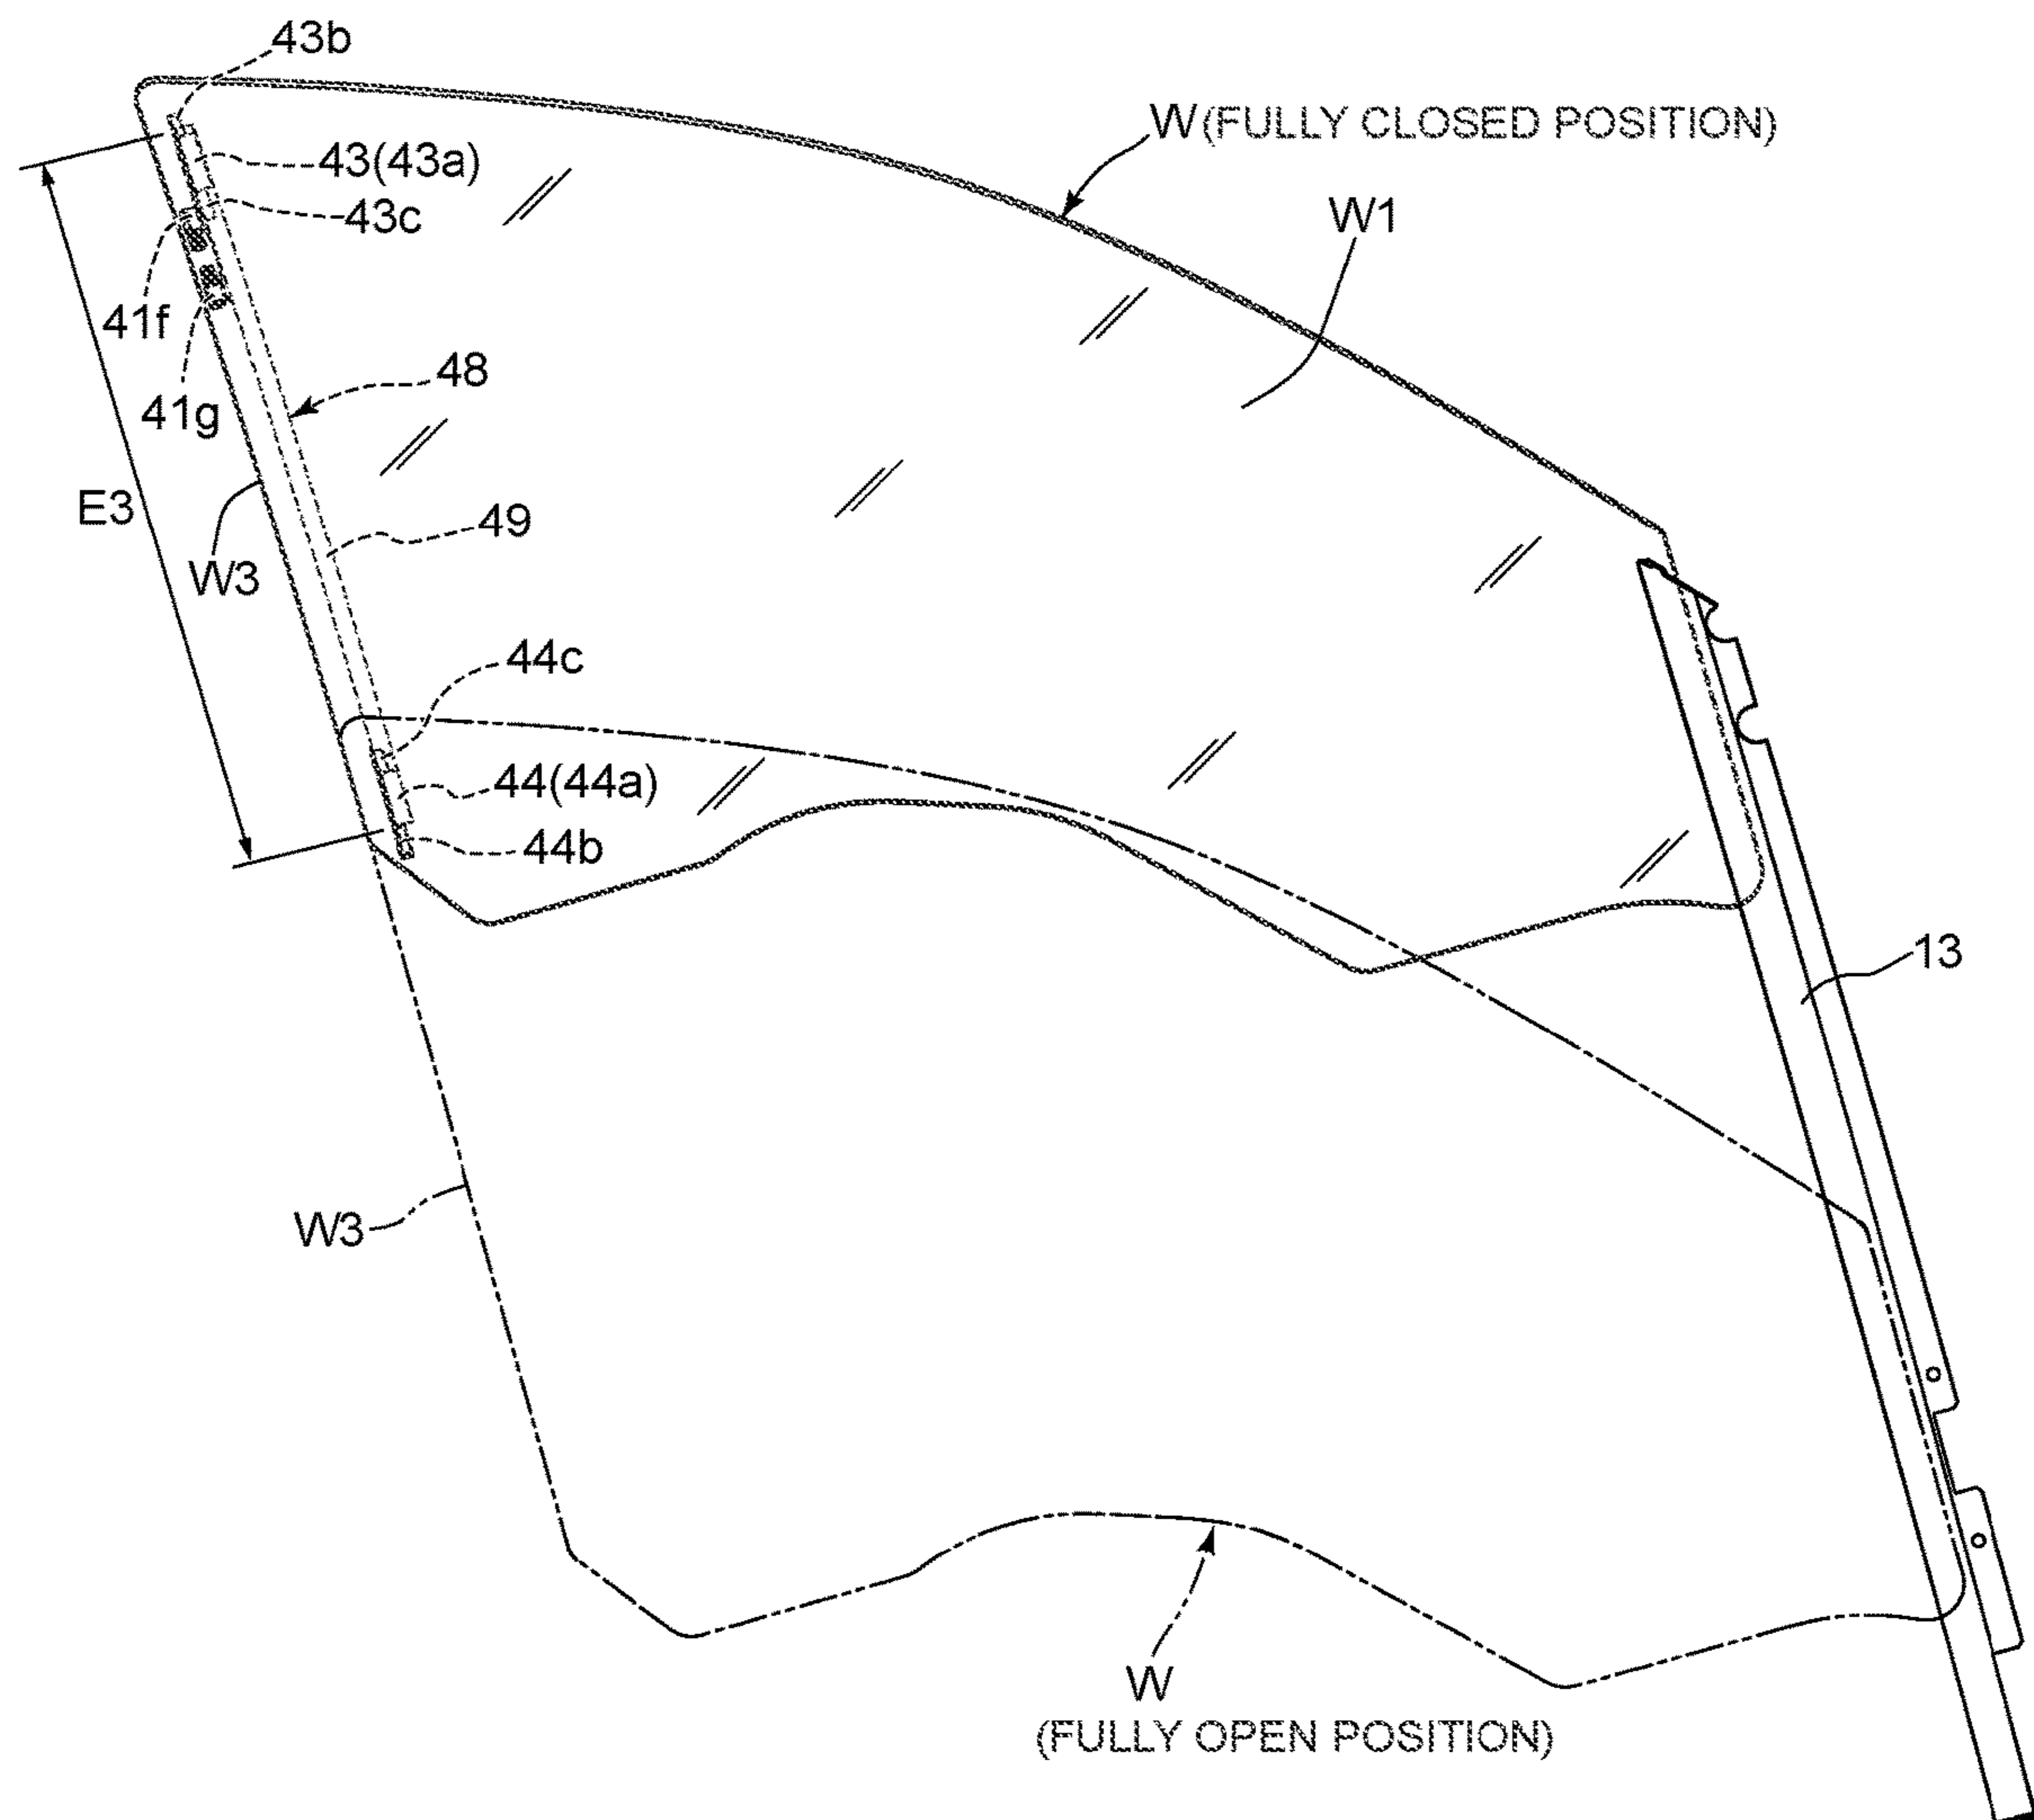 43b
W(FULLY CLOSED POSITION)
43(43a)
W1
43c
41f
48
41g
E3
49
W3
44c
44(44a)
44b
13
W3
W
(FULLY OPEN POSITION)